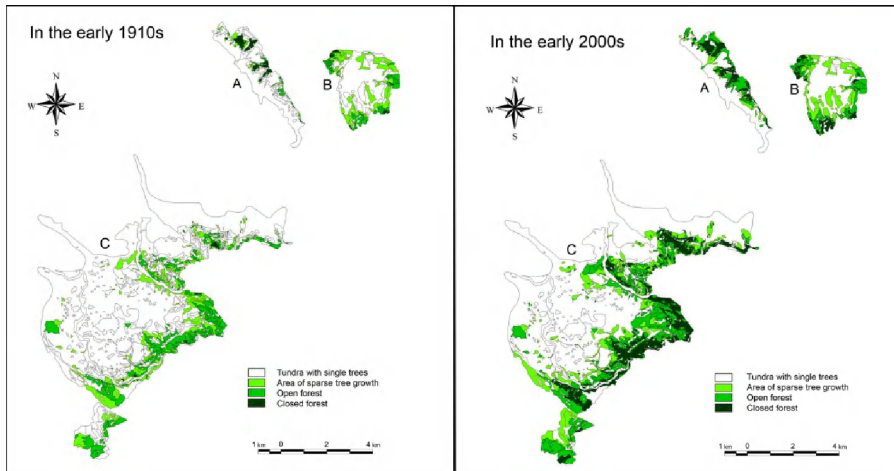 In the early 1910s
A
B
N
W E
S
C
Tundra with single trees
Area of sparse tree growth
Open forest
Closed forest
1 km 0 2 4 km
In the early 2000s
A
B
N
W E
S
C
Tundra with single trees
Area of sparse tree growth
Open forest
Closed forest
1 km 0 2 4 km